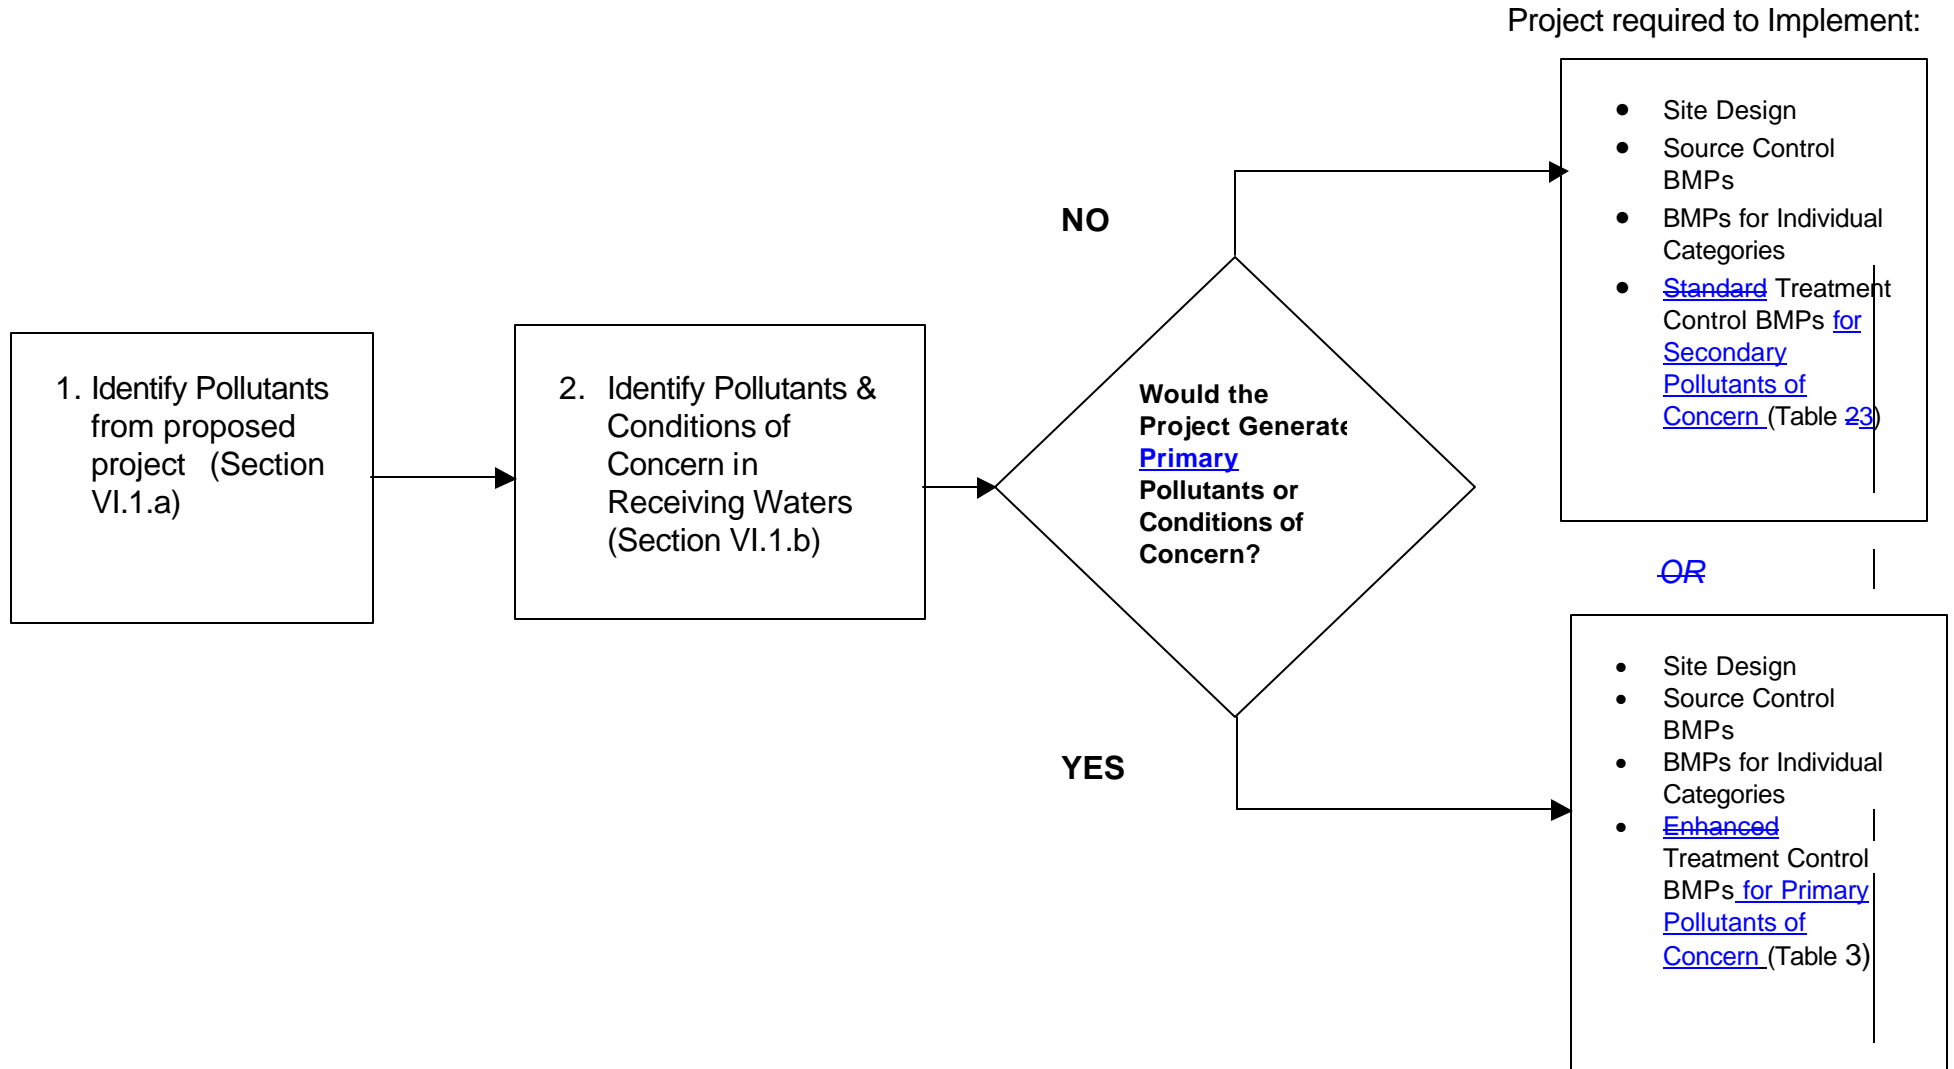 Project required to Implement:
• Site Design
• Source Control
BMPs
• BMPs for Individual
Categories
• Standard Treatment
Control BMPs for
Secondary
Pollutants of
Concern (Table 23)
NO
1. Identify Pollutants
from proposed
project (Section
VI.1.a)
2. Identify Pollutants &
Conditions of
Concern in
Receiving Waters
(Section VI.1.b)
Would the
Project Generate
Primary
Pollutants or
Conditions of
Concern?
OR
YES
• Site Design
• Source Control
BMPs
• BMPs for Individual
Categories
• Enhanced
Treatment Control
BMPs for Primary
Pollutants of
Concern (Table 3)